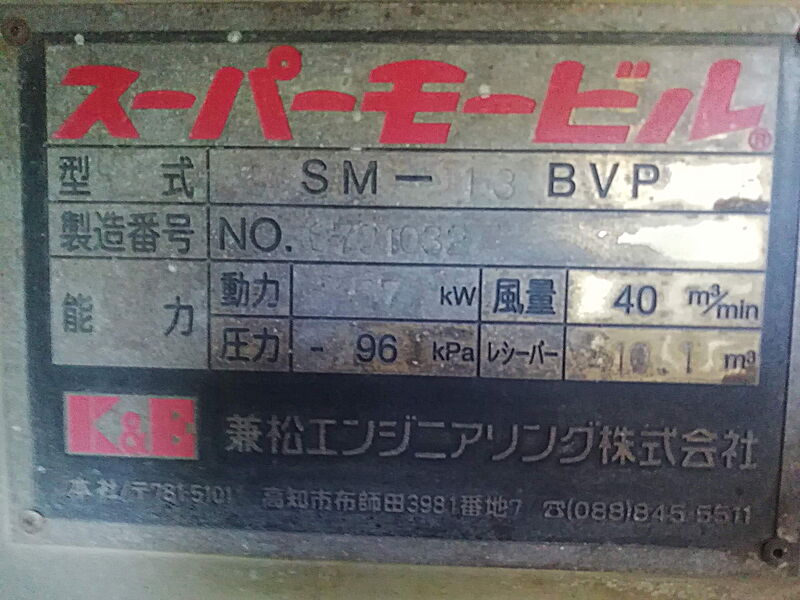 スーパーモービル®
型式 SM-13 BVP
製造番号 NO.
能力 動力 kW 風量 40 m³/min
圧力 - 96 kPa レシーバー m³
K&B 兼松エンジニアリング株式会社
本社/〒781-5101 高知市布師田3981番地7 ☎(088)845-5511